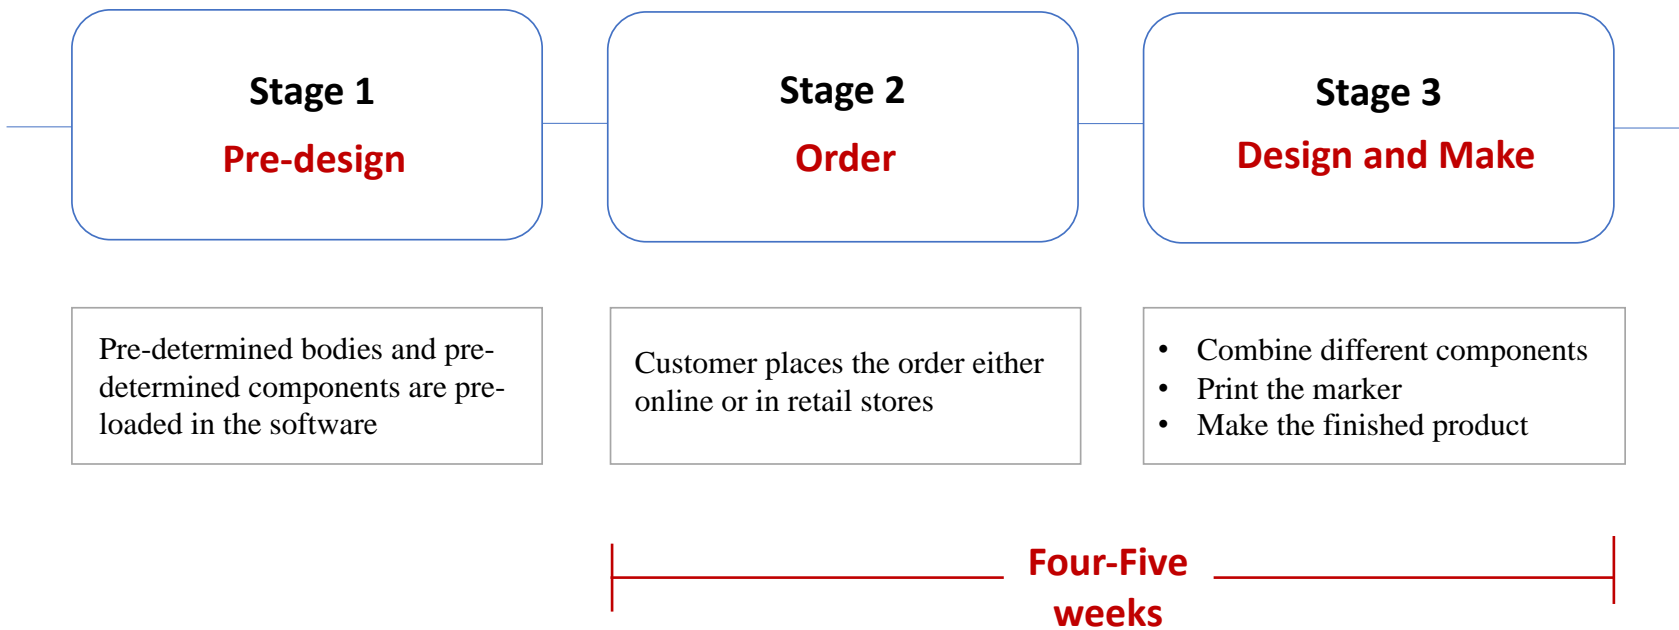 Stage 1
Pre-design
Stage 2
Order
Stage 3
Design and Make
Pre-determined bodies and pre-
determined components are pre-
loaded in the software
Customer places the order either
online or in retail stores
• Combine different components
• Print the marker
• Make the finished product
Four-Five
weeks